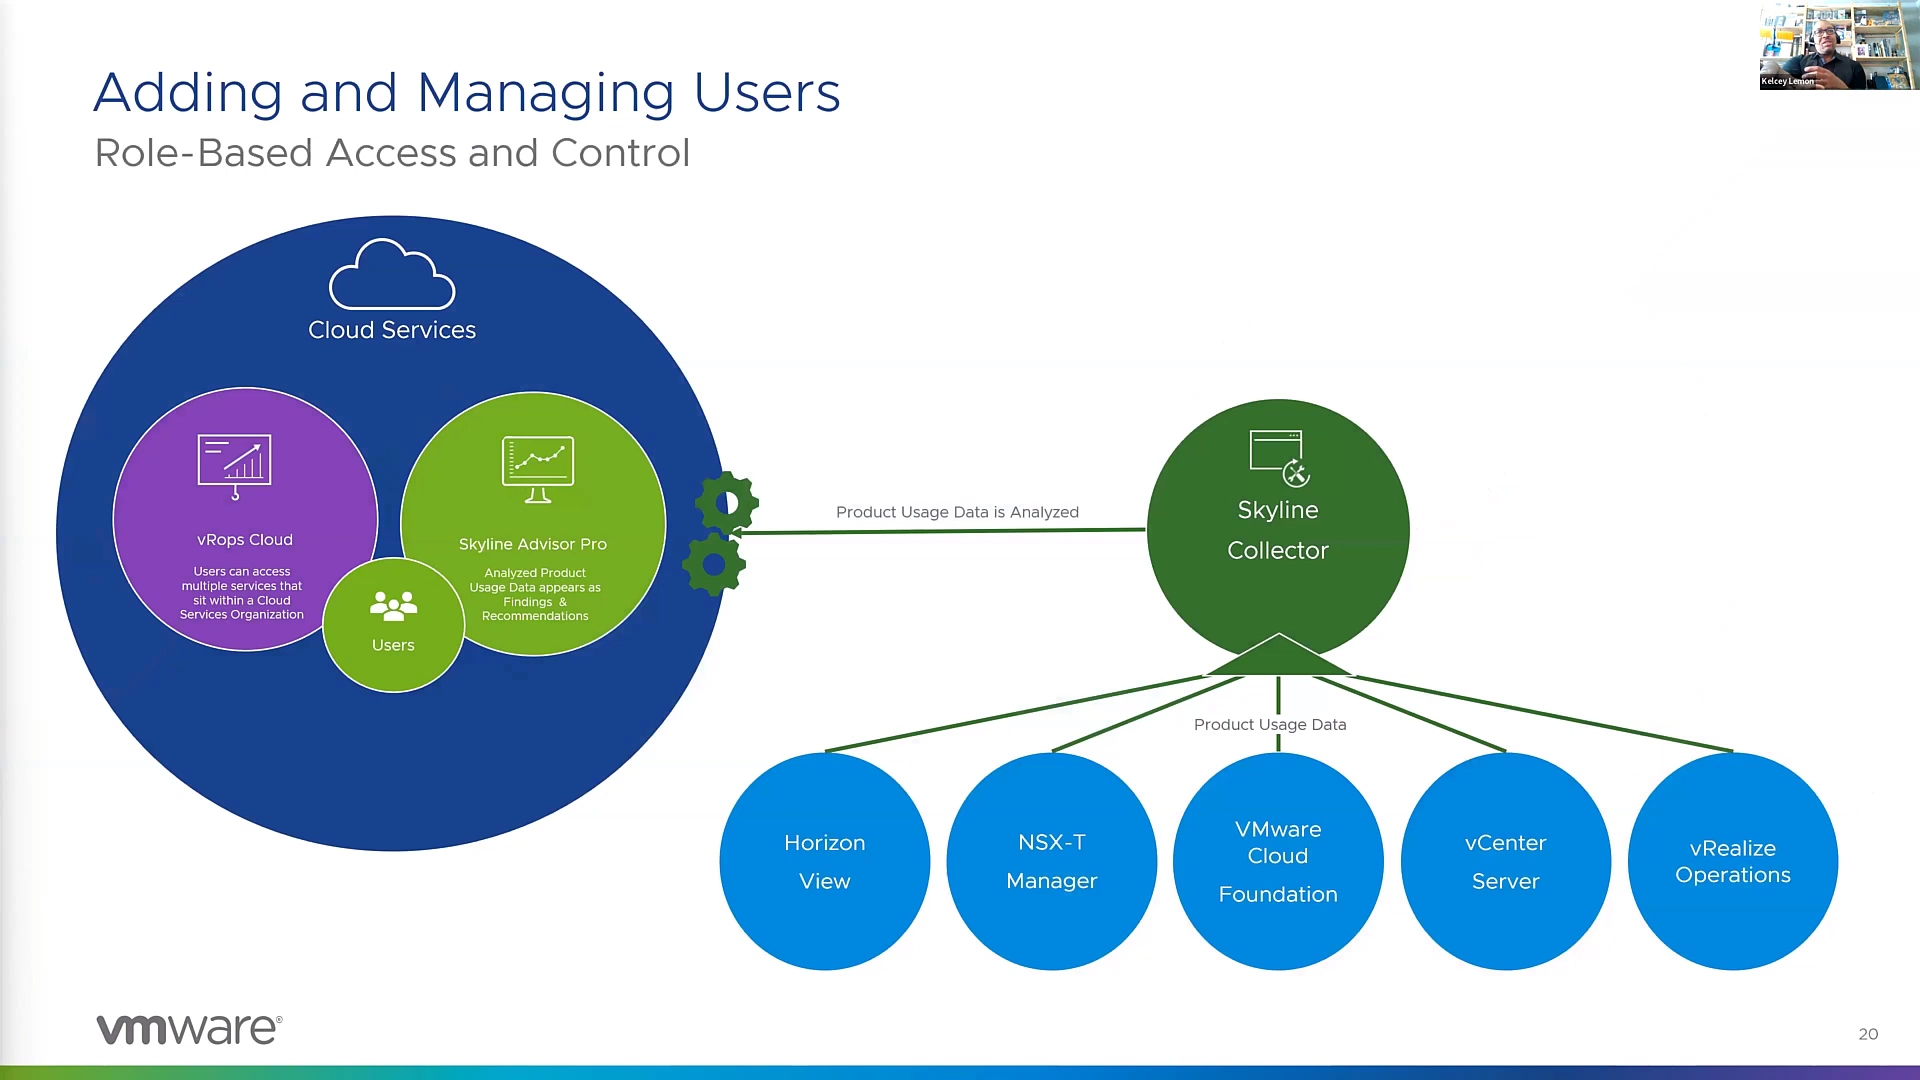 Adding and Managing Users
Role-Based Access and Control
Kelcey Lemon
Cloud Services
vRops Cloud
Users can access
multiple services that
sit within a Cloud
Services Organization
Skyline Advisor Pro
Analyzed Product
Usage Data appears as
Findings &
Recommendations
Users
Product Usage Data is Analyzed
Skyline
Collector
Product Usage Data
Horizon
View
NSX-T
Manager
VMware
Cloud
Foundation
vCenter
Server
vRealize
Operations
vmware®
20